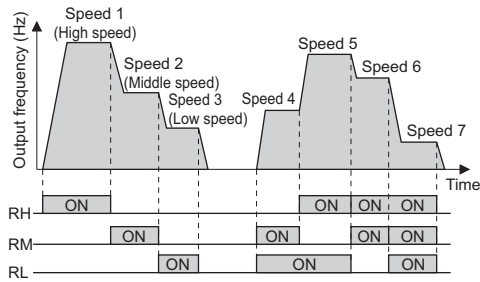 Output frequency (Hz)
Speed 1
(High speed)
Speed 2
(Middle speed)
Speed 3
(Low speed)
Speed 4
Speed 5
Speed 6
Speed 7
Time
RH ON ON ON ON
RM ON ON ON ON
RL ON ON ON